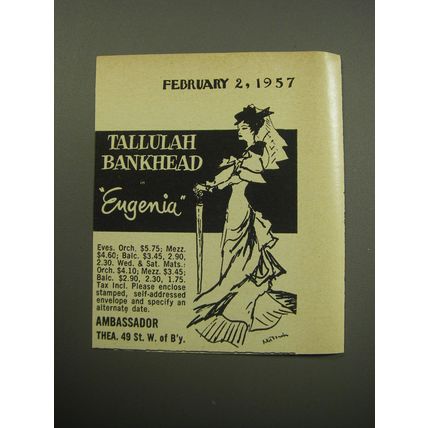 FEBRUARY 2, 1957
TALLULAH
BANKHEAD
IN
"Eugenia"
Eves. Orch. $5.75; Mezz.
$4.60; Balc. $3.45, 2.90,
2.30. Wed. & Sat. Mats.:
Orch. $4.10; Mezz. $3.45;
Balc. $2.90, 2.30, 1.75.
Tax Incl. Please enclose
stamped, self-addressed
envelope and specify an
alternate date.
AMBASSADOR
THEA. 49 St. W. of B'y.